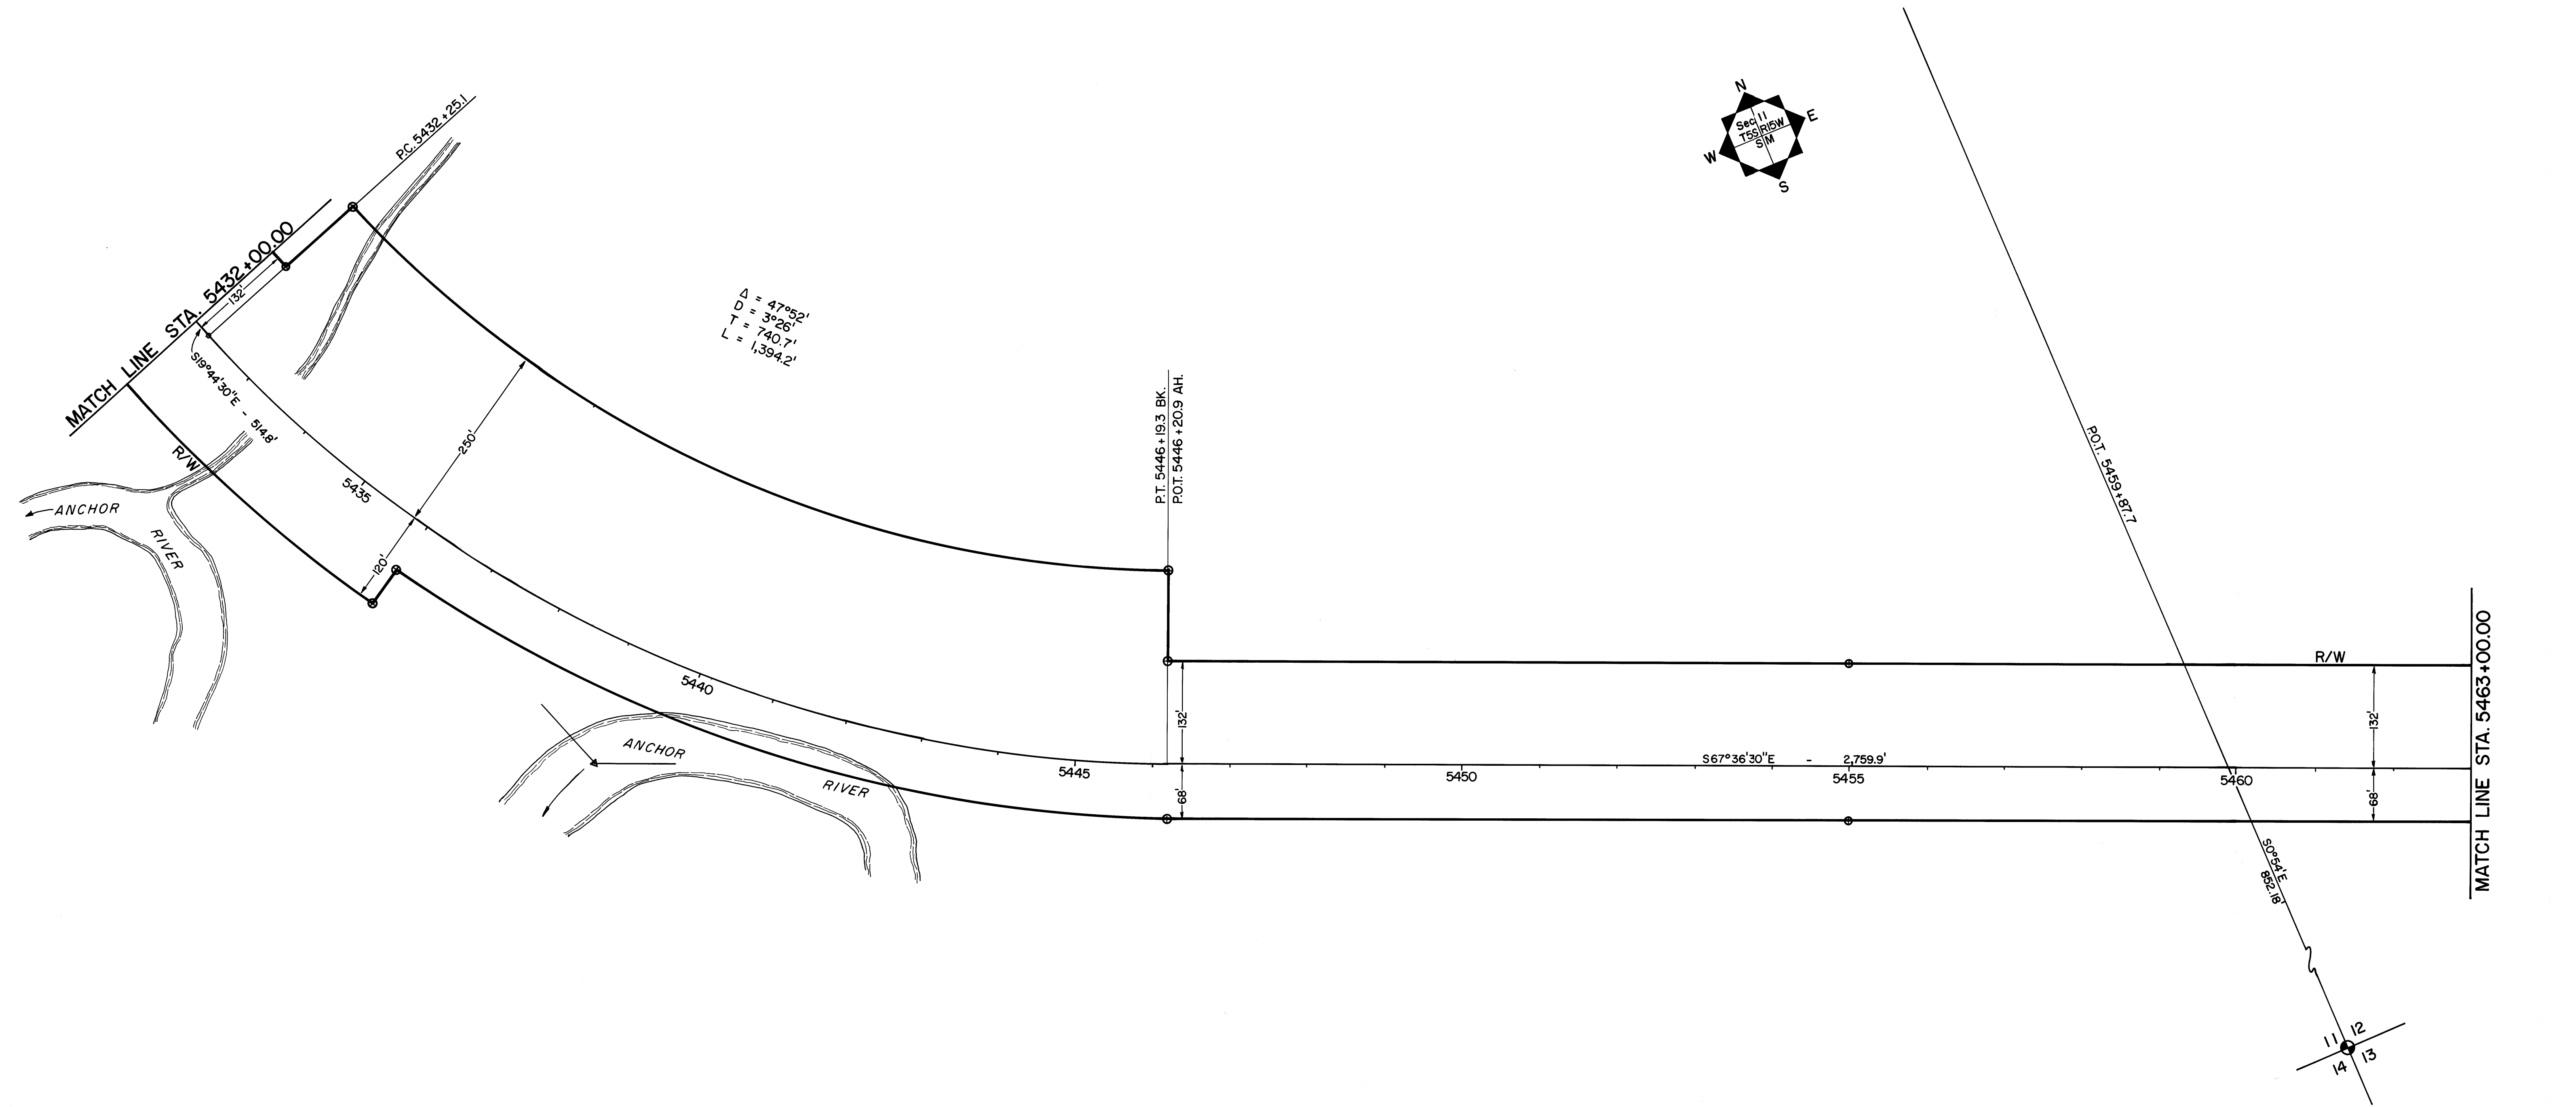 P.C. 5432+25.1
MATCH LINE STA. 5432+00.00
132'
S19°44'30"E - 514.8'
R/W
ANCHOR
RIVER
5435
250'
120'
Δ = 47°52'
D = 3°26'
T = 740.7'
L = 1,394.2'
5440
ANCHOR
RIVER
P.T. 5446+19.3 BK.
P.O.T. 5446+20.9 AH.
5445
132'
68'
N
E
S
W
Sec 11
T5S R15W
S M
P.O.T. 5459+87.7
5450
S67°36'30"E - 2,759.9'
5455
5460
R/W
132'
68'
MATCH LINE STA. 5463+00.00
S0°54'E
852.18'
11 12
14 13